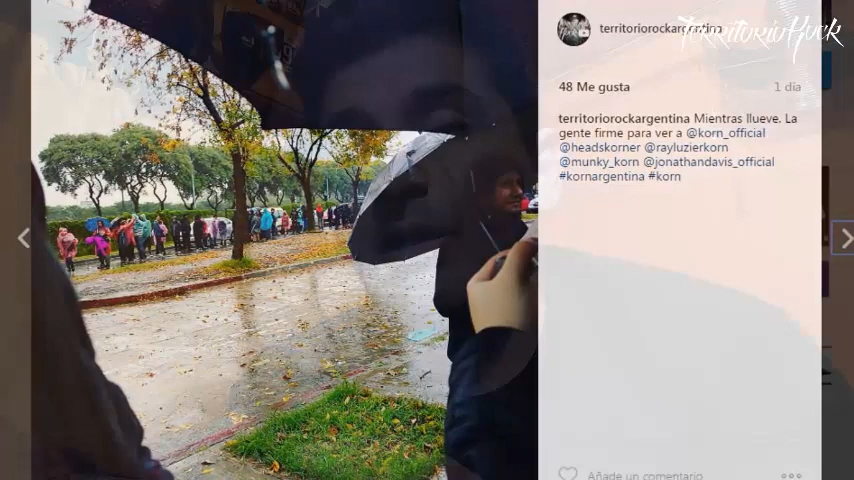 territoriorockargentina
TerritorioRock
48 Me gusta
1 día
territoriorockargentina Mientras llueve. La
gente firme para ver a @korn_official
@headskorner @rayluzierkorn
@munky_korn @jonathandavis_official
#kornargentina #korn
Añade un comentario